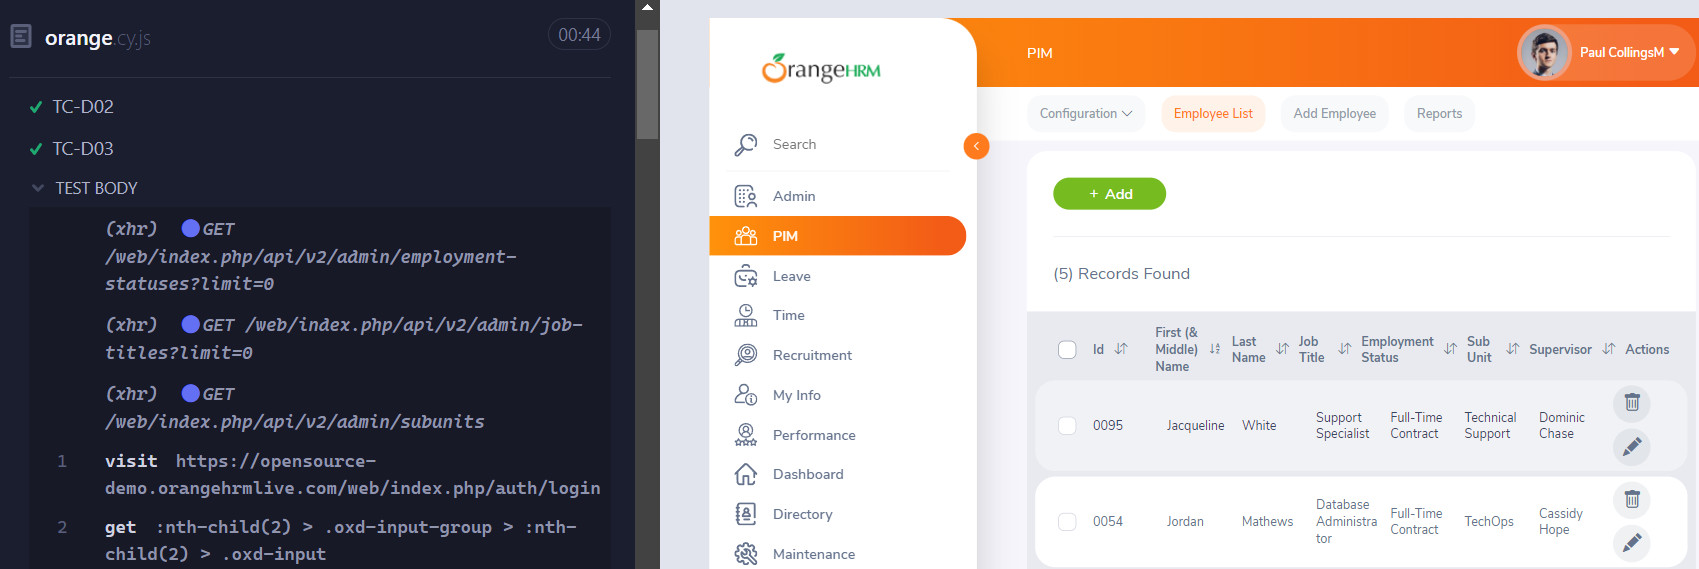 orange.cy.js
00:44
TC-D02
TC-D03
TEST BODY
(xhr) GET
/web/index.php/api/v2/admin/employment-
statuses?limit=0
(xhr) GET /web/index.php/api/v2/admin/job-
titles?limit=0
(xhr) GET
/web/index.php/api/v2/admin/subunits
1 visit https://opensource-
demo.orangehrmlive.com/web/index.php/auth/login
2 get :nth-child(2) > .oxd-input-group > :nth-
child(2) > .oxd-input
OrangeHRM
Search
Admin
PIM
Leave
Time
Recruitment
My Info
Performance
Dashboard
Directory
Maintenance
PIM
Paul CollingsM
Configuration
Employee List
Add Employee
Reports
+ Add
(5) Records Found
Id
First (&
Middle)
Name
Last
Name
Job
Title
Employment
Status
Sub
Unit
Supervisor
Actions
0095
Jacqueline
White
Support
Specialist
Full-Time
Contract
Technical
Support
Dominic
Chase
0054
Jordan
Mathews
Database
Administra
tor
Full-Time
Contract
TechOps
Cassidy
Hope